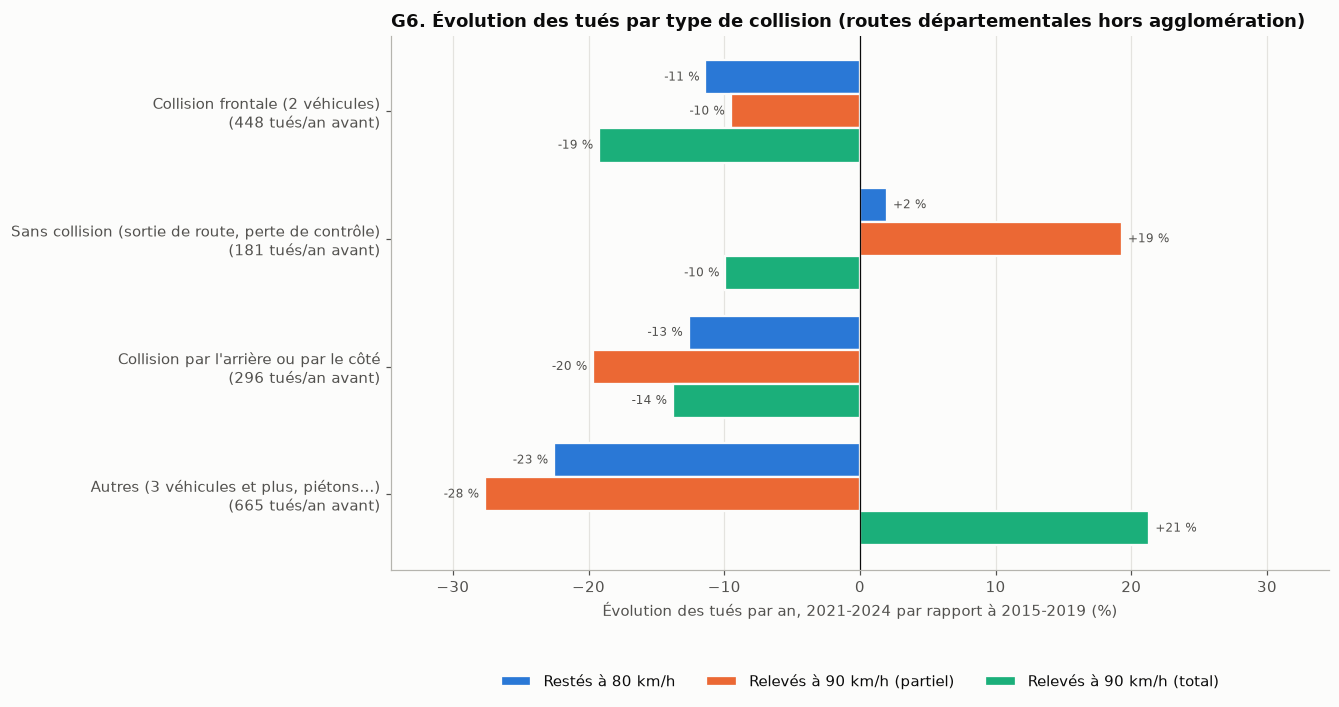 G6. Évolution des tués par type de collision (routes départementales hors agglomération)
Collision frontale (2 véhicules)
(448 tués/an avant)
-11 %
-10 %
-19 %
Sans collision (sortie de route, perte de contrôle)
(181 tués/an avant)
+2 %
+19 %
-10 %
Collision par l'arrière ou par le côté
(296 tués/an avant)
-13 %
-20 %
-14 %
Autres (3 véhicules et plus, piétons...)
(665 tués/an avant)
-23 %
-28 %
+21 %
−30 −20 −10 0 10 20 30
Évolution des tués par an, 2021-2024 par rapport à 2015-2019 (%)
Restés à 80 km/h Relevés à 90 km/h (partiel) Relevés à 90 km/h (total)